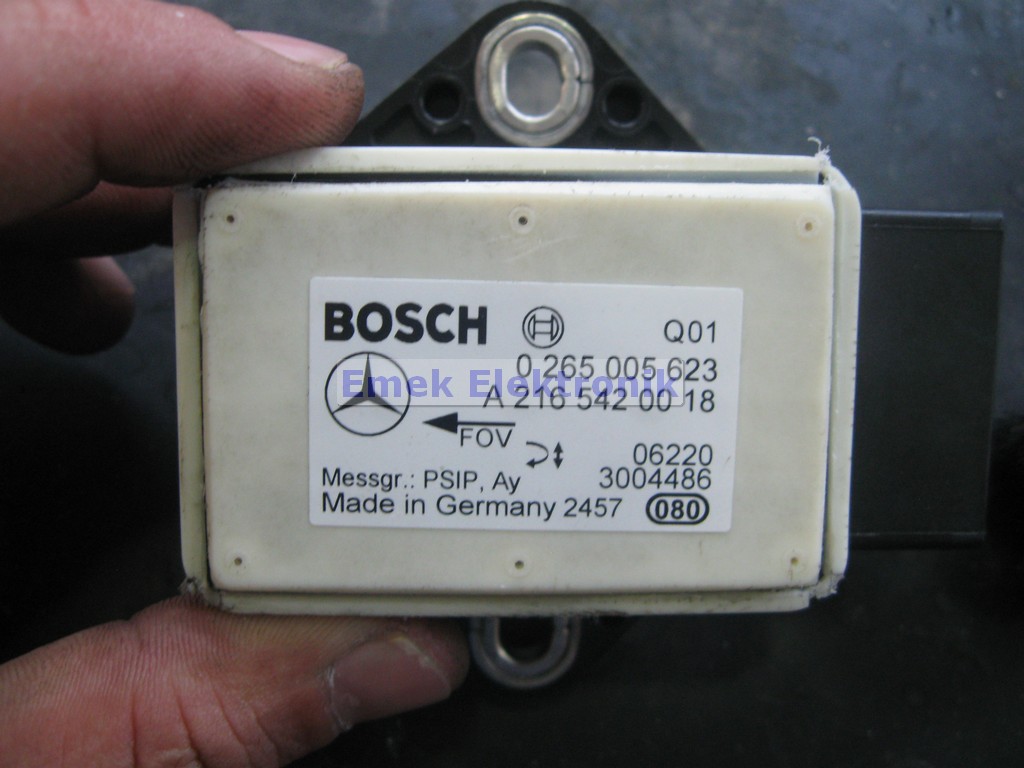 BOSCH Q01
0 265 005 623
Emek Elektronik
A 216 542 00 18
FOV
06220
Messgr.: PSIP, Ay 3004486
Made in Germany 2457 080